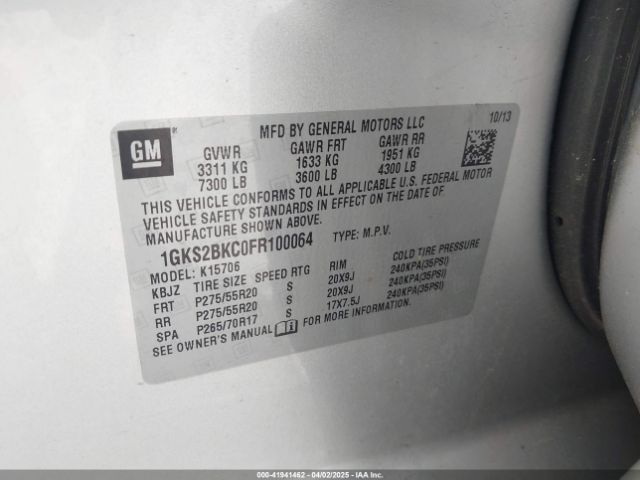 GM
MFD BY GENERAL MOTORS LLC
10/13
GVWR GAWR FRT GAWR RR
3311 KG 1633 KG 1951 KG
7300 LB 3600 LB 4300 LB
THIS VEHICLE CONFORMS TO ALL APPLICABLE U.S. FEDERAL MOTOR
VEHICLE SAFETY STANDARDS IN EFFECT ON THE DATE OF
MANUFACTURE SHOWN ABOVE.
1GKS2BKC0FR100064 TYPE: M.P.V.
MODEL: K15706
KBJZ TIRE SIZE SPEED RTG RIM COLD TIRE PRESSURE
FRT P275/55R20 S 20X9J 240KPA(35PSI)
RR P275/55R20 S 20X9J 240KPA(35PSI)
SPA P265/70R17 S 17X7.5J 240KPA(35PSI)
SEE OWNER'S MANUAL FOR MORE INFORMATION.
000-41941462 - 04/02/2025 - IAAI.COM